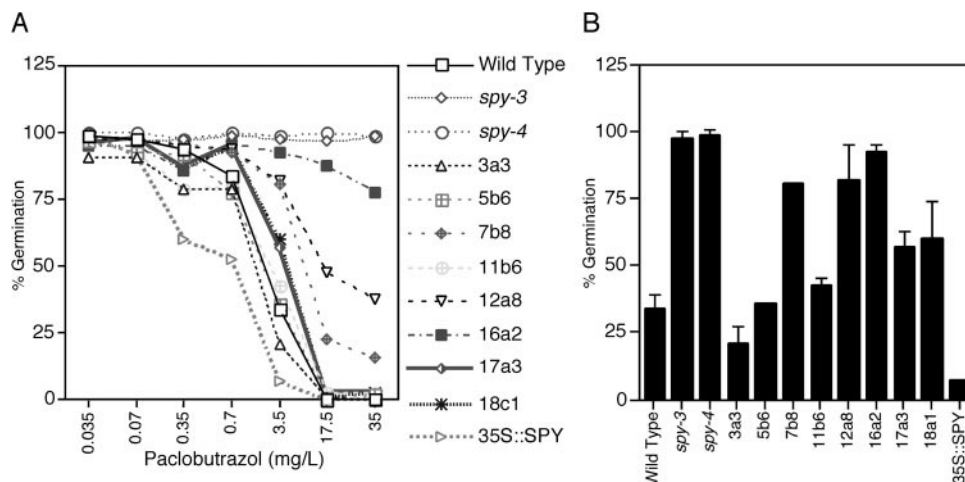 A
125
100
75
50
25
0
% Germination
0.035
0.07
0.35
0.7
3.5
17.5
35
Paclobutrazol (mg/L)
Wild Type
spy-3
spy-4
3a3
5b6
7b8
11b6
12a8
16a2
17a3
18c1
35S::SPY
B
125
100
75
50
25
0
% Germination
Wild Type
spy-3
spy-4
3a3
5b6
7b8
11b6
12a8
16a2
17a3
18a1
35S::SPY